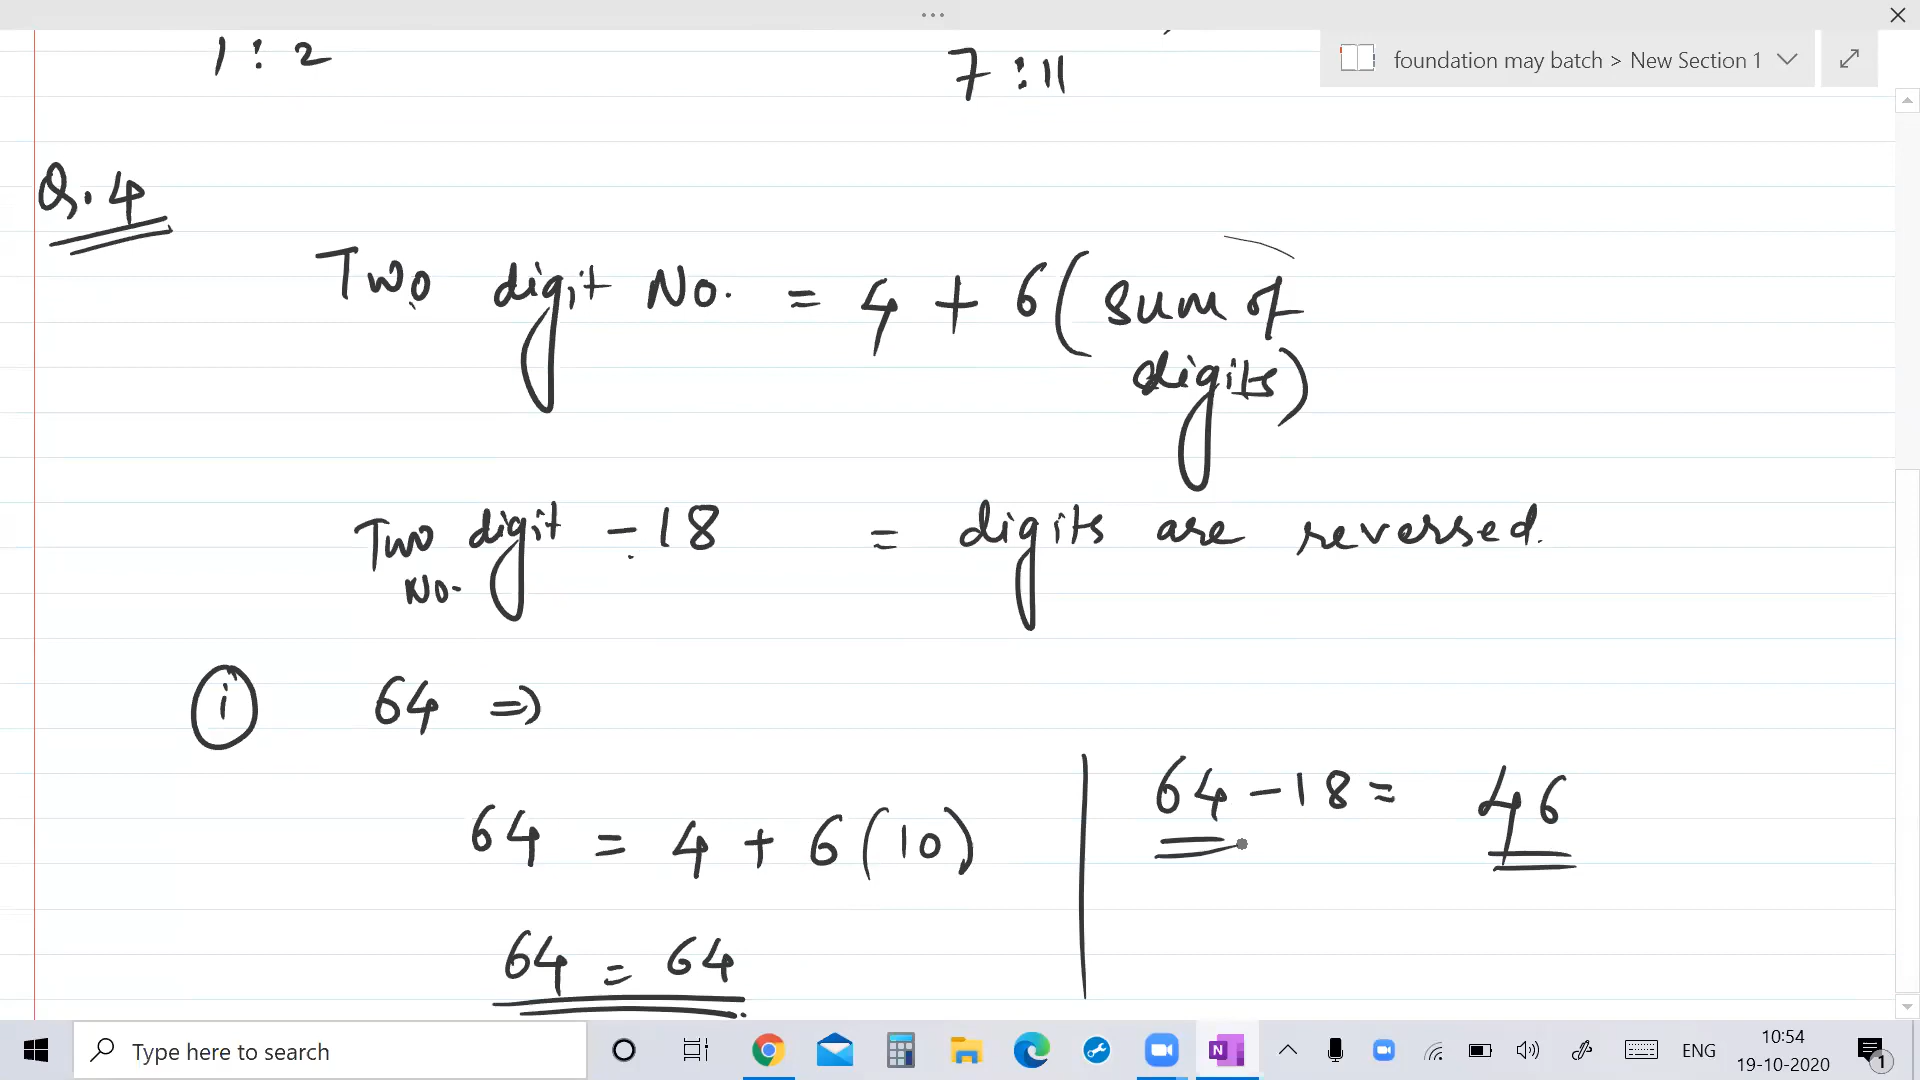 1 : 2
7 : 11
foundation may batch > New Section 1
Q. 4
Two digit No. = 4 + 6 ( sum of
digits)
Two digit - 18 = digits are reversed.
No.
i 64 ⇒
64 - 18 = 46
64 = 4 + 6 (10)
64 = 64
Type here to search
ENG
10:54
19-10-2020
1